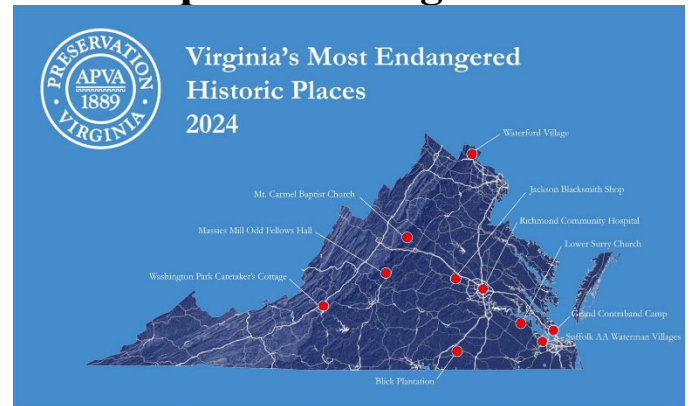 PRESERVATION
APVA
1889
VIRGINIA
Virginia's Most Endangered
Historic Places
2024
Waterford Village
Mt. Carmel Baptist Church
Jackson Blacksmith Shop
Massies Mill Odd Fellows Hall
Richmond Community Hospital
Lower Surry Church
Washington Park Caretaker's Cottage
Grand Contraband Camp
Suffolk AA Waterman Villages
Blick Plantation